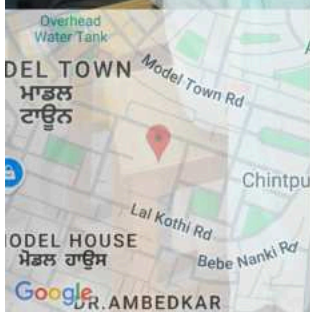 Overhead
Water Tank
DEL TOWN
ਮਾਡਲ
ਟਾਊਨ
Model Town Rd
Chintpu
Lal Kothi Rd
ODEL HOUSE
ਮੋਡਲ ਹਾਊਸ
Bebe Nanki Rd
Google
DR.AMBEDKAR